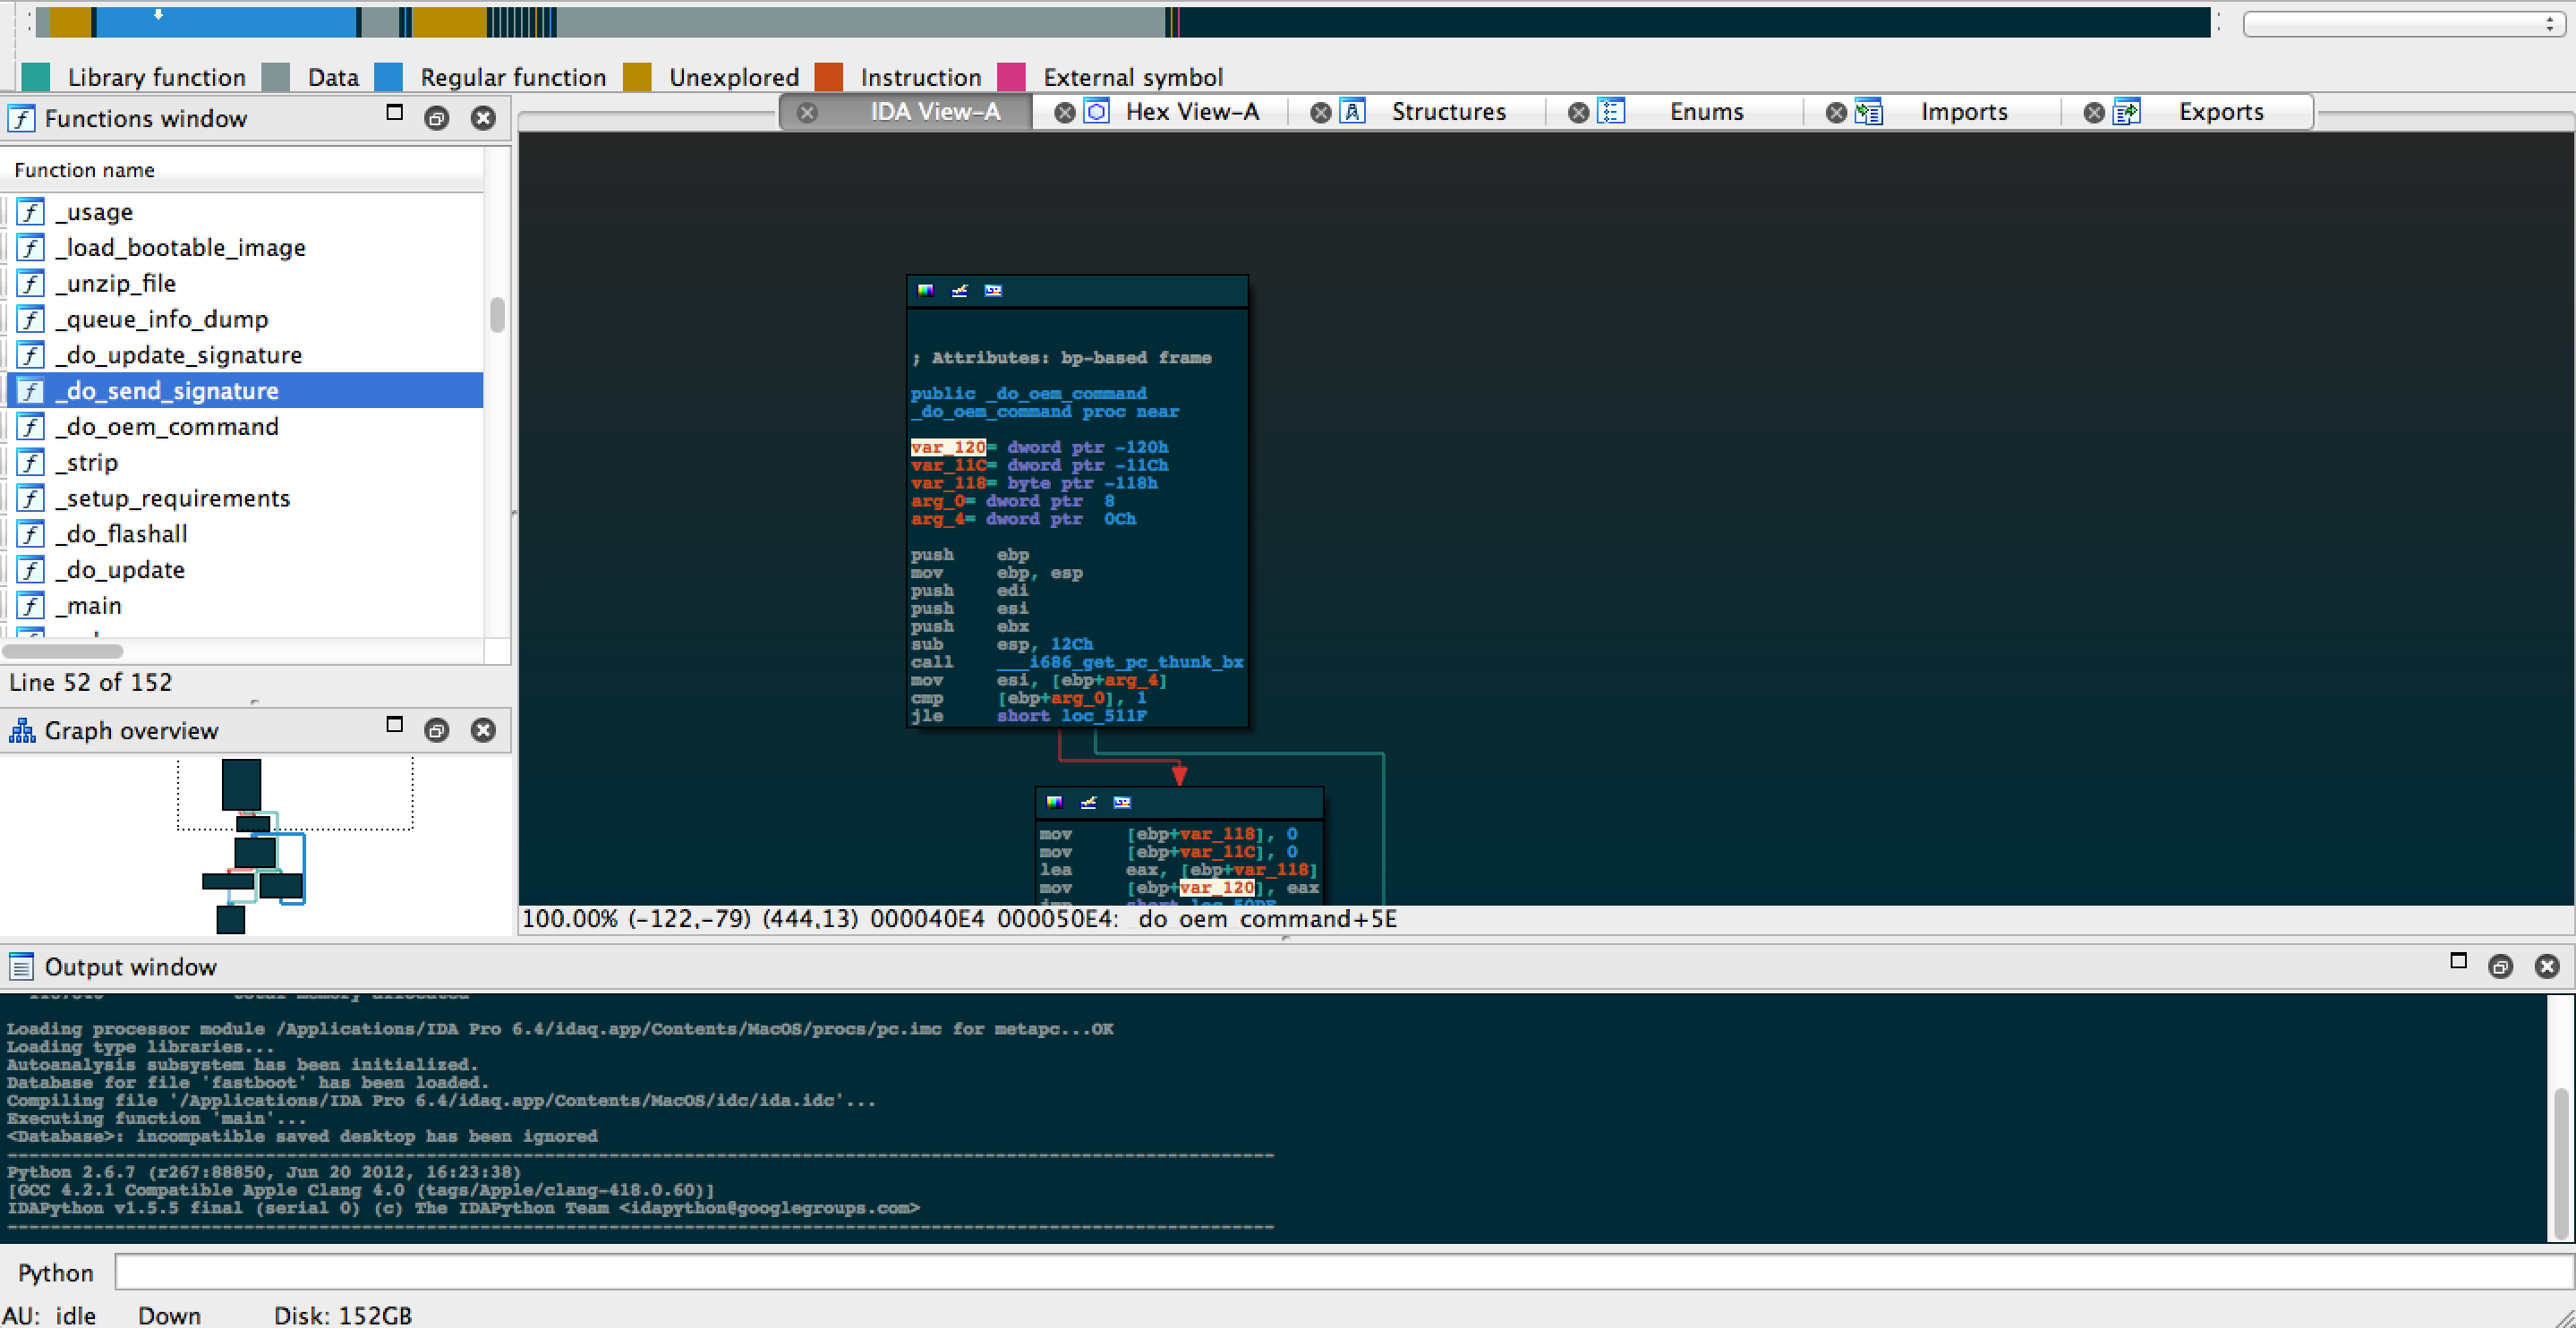 Library function Data Regular function Unexplored Instruction External symbol
Functions window
IDA View-A Hex View-A Structures Enums Imports Exports
Function name
_usage
_load_bootable_image
_unzip_file
_queue_info_dump
_do_update_signature
_do_send_signature
_do_oem_command
_strip
_setup_requirements
_do_flashall
_do_update
_main
Line 52 of 152
Graph overview
; Attributes: bp-based frame
public _do_oem_command
_do_oem_command proc near
var_120= dword ptr -120h
var_11C= dword ptr -11Ch
var_118= byte ptr -118h
arg_0= dword ptr 8
arg_4= dword ptr 0Ch
push ebp
mov ebp, esp
push edi
push esi
push ebx
sub esp, 12Ch
call ___i686_get_pc_thunk_bx
mov esi, [ebp+arg_4]
cmp [ebp+arg_0], 1
jle short loc_511F
mov [ebp+var_118], 0
mov [ebp+var_11C], 0
lea eax, [ebp+var_118]
mov [ebp+var_120], eax
100.00% (-122,-79) (444,13) 000040E4 000050E4: _do_oem_command+5E
Output window
total memory allocated
Loading processor module /Applications/IDA Pro 6.4/idaq.app/Contents/MacOS/procs/pc.imc for metapc...OK
Loading type libraries...
Autoanalysis subsystem has been initialized.
Database for file 'fastboot' has been loaded.
Compiling file '/Applications/IDA Pro 6.4/idaq.app/Contents/MacOS/idc/ida.idc'...
Executing function 'main'...
<Database>: incompatible saved desktop has been ignored
Python 2.6.7 (r267:88850, Jun 20 2012, 16:23:38)
[GCC 4.2.1 Compatible Apple Clang 4.0 (tags/Apple/clang-418.0.60)]
IDAPython v1.5.5 final (serial 0) (c) The IDAPython Team <idapython@googlegroups.com>
Python
AU: idle Down Disk: 152GB